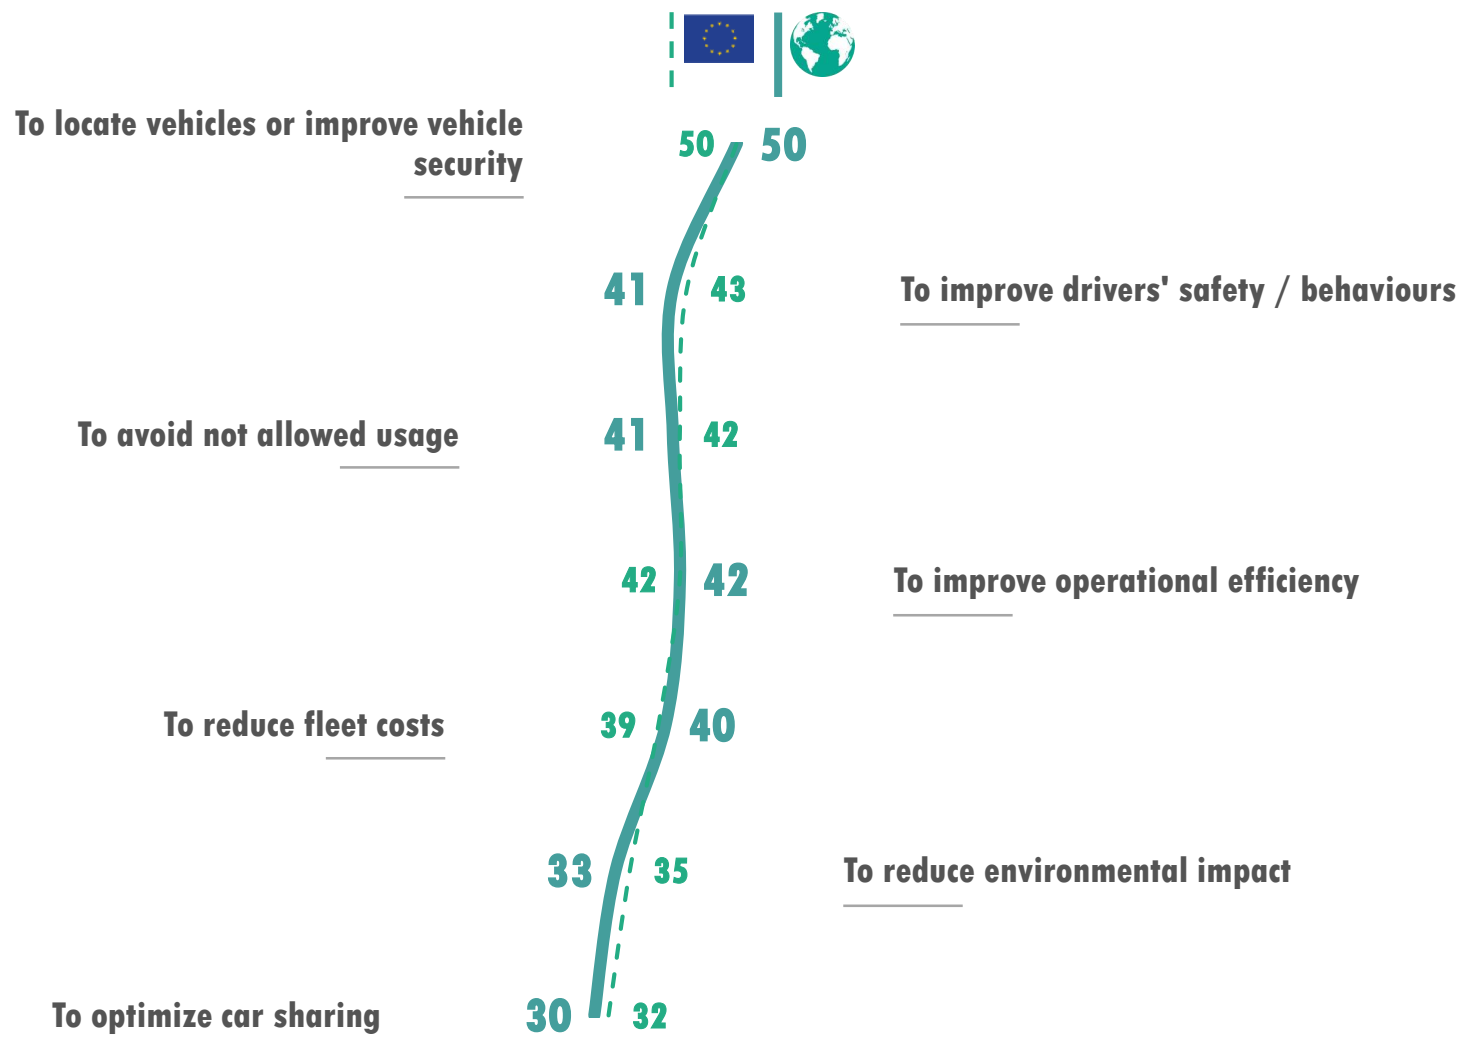 To locate vehicles or improve vehicle
security
50 50
41 43
To improve drivers' safety / behaviours
To avoid not allowed usage
41 42
42 42
To improve operational efficiency
To reduce fleet costs
39 40
33 35
To reduce environmental impact
To optimize car sharing
30 32